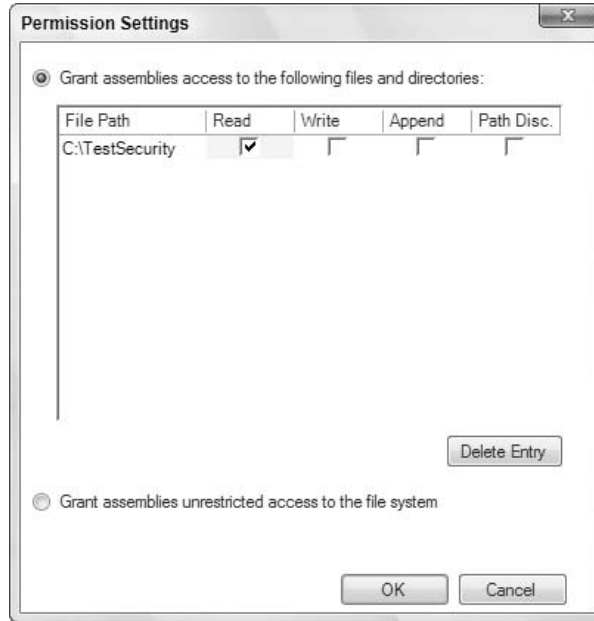 Permission Settings
Grant assemblies access to the following files and directories:
File Path Read Write Append Path Disc.
C:\TestSecurity
Delete Entry
Grant assemblies unrestricted access to the file system
OK Cancel